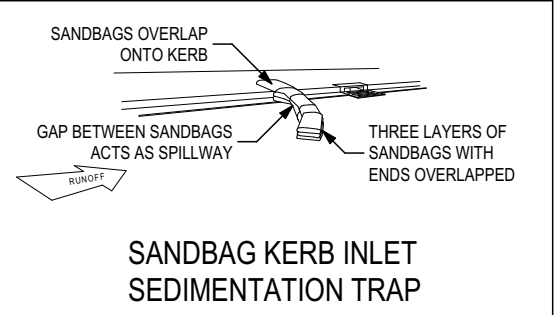 SANDBAGS OVERLAP
ONTO KERB
GAP BETWEEN SANDBAGS
ACTS AS SPILLWAY
THREE LAYERS OF
SANDBAGS WITH
ENDS OVERLAPPED
RUNOFF
SANDBAG KERB INLET
SEDIMENTATION TRAP